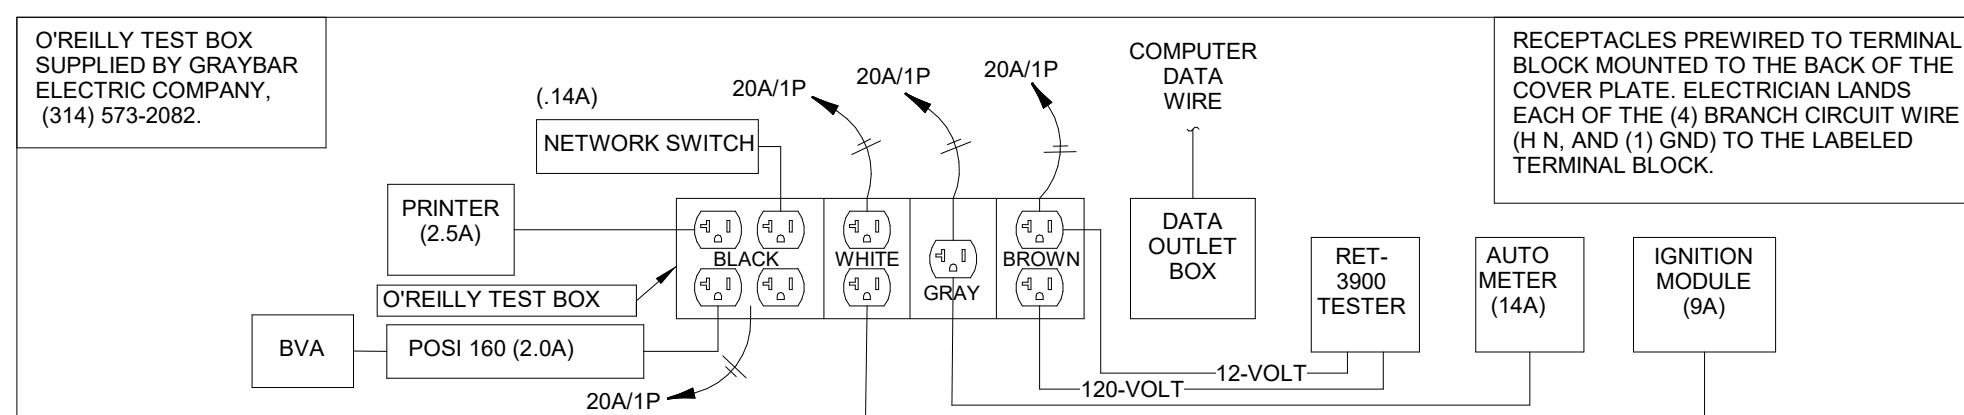 O'REILLY TEST BOX
SUPPLIED BY GRAYBAR
ELECTRIC COMPANY,
(314) 573-2082.
(.14A)
NETWORK SWITCH
20A/1P
20A/1P
20A/1P
COMPUTER
DATA
WIRE
RECEPTACLES PREWIRED TO TERMINAL
BLOCK MOUNTED TO THE BACK OF THE
COVER PLATE. ELECTRICIAN LANDS
EACH OF THE (4) BRANCH CIRCUIT WIRE
(H N, AND (1) GND) TO THE LABELED
TERMINAL BLOCK.
PRINTER
(2.5A)
BLACK
WHITE
GRAY
BROWN
DATA
OUTLET
BOX
RET-
3900
TESTER
AUTO
METER
(14A)
IGNITION
MODULE
(9A)
O'REILLY TEST BOX
BVA
POSI 160 (2.0A)
20A/1P
12-VOLT
120-VOLT